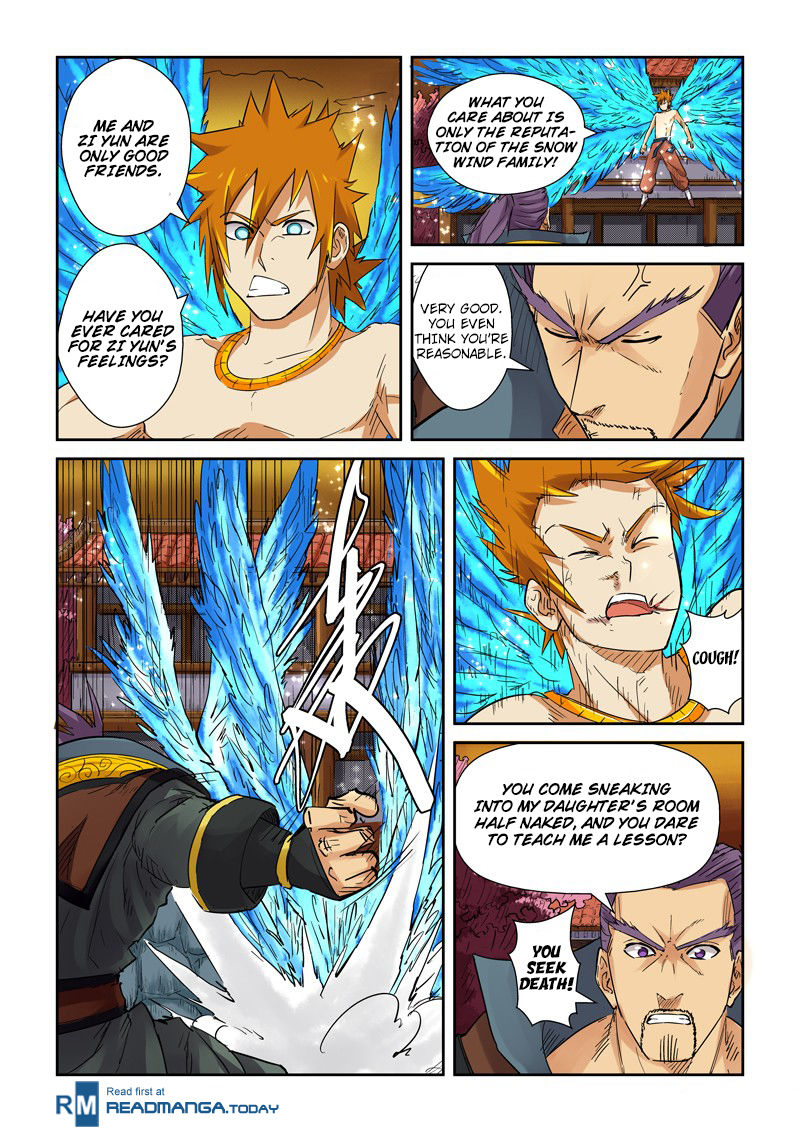 ME AND
ZI YUN ARE
ONLY GOOD
FRIENDS.
HAVE YOU
EVER CARED
FOR ZI YUN'S
FEELINGS?
WHAT YOU
CARE ABOUT IS
ONLY THE REPUTA-
TION OF THE SNOW
WIND FAMILY!
VERY GOOD.
YOU EVEN
THINK YOU'RE
REASONABLE.
COUGH!
YOU COME SNEAKING
INTO MY DAUGHTER'S ROOM
HALF NAKED, AND YOU DARE
TO TEACH ME A LESSON?
YOU
SEEK
DEATH!
RM
Read first at
READMANGA.TODAY